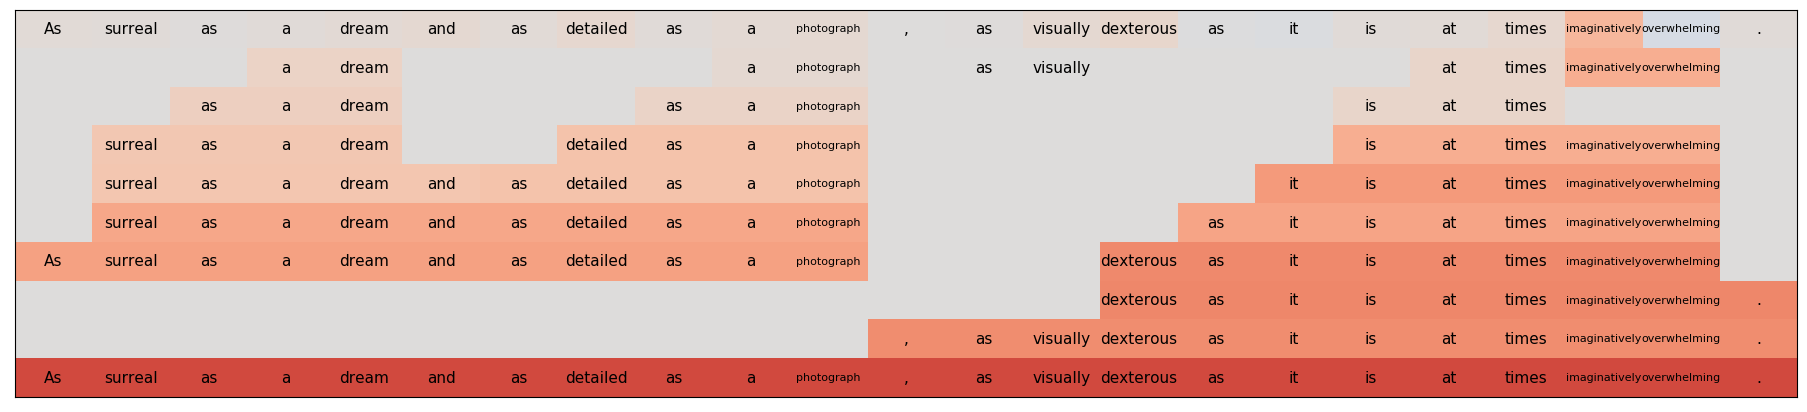 As surreal as a dream and as detailed as a photograph , as visually dexterous as it is at times imaginatively overwhelming .
a dream a photograph as visually at times imaginatively overwhelming
as a dream as a photograph is at times
surreal as a dream detailed as a photograph is at times imaginatively overwhelming
surreal as a dream and as detailed as a photograph it is at times imaginatively overwhelming
surreal as a dream and as detailed as a photograph as it is at times imaginatively overwhelming
As surreal as a dream and as detailed as a photograph dexterous as it is at times imaginatively overwhelming
dexterous as it is at times imaginatively overwhelming .
, as visually dexterous as it is at times imaginatively overwhelming .
As surreal as a dream and as detailed as a photograph , as visually dexterous as it is at times imaginatively overwhelming .